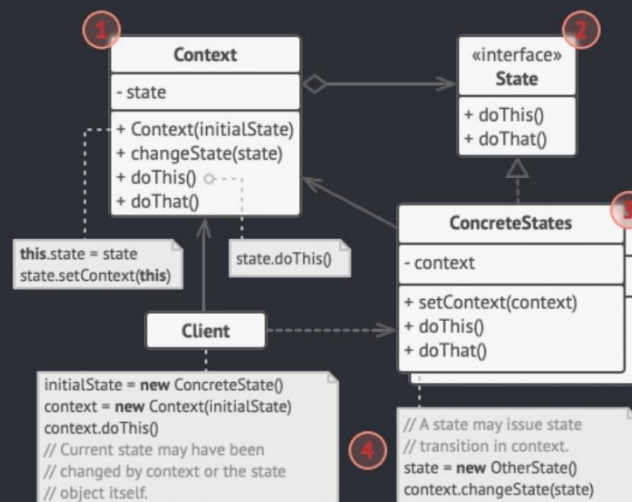 1
Context
- state
+ Context(initialState)
+ changeState(state)
+ doThis()
+ doThat()
this.state = state
state.setContext(this)
state.doThis()
2
«interface»
State
+ doThis()
+ doThat()
3
ConcreteStates
- context
+ setContext(context)
+ doThis()
+ doThat()
Client
initialState = new ConcreteState()
context = new Context(initialState)
context.doThis()
// Current state may have been
// changed by context or the state
// object itself.
4
// A state may issue state
// transition in context.
state = new OtherState()
context.changeState(state)